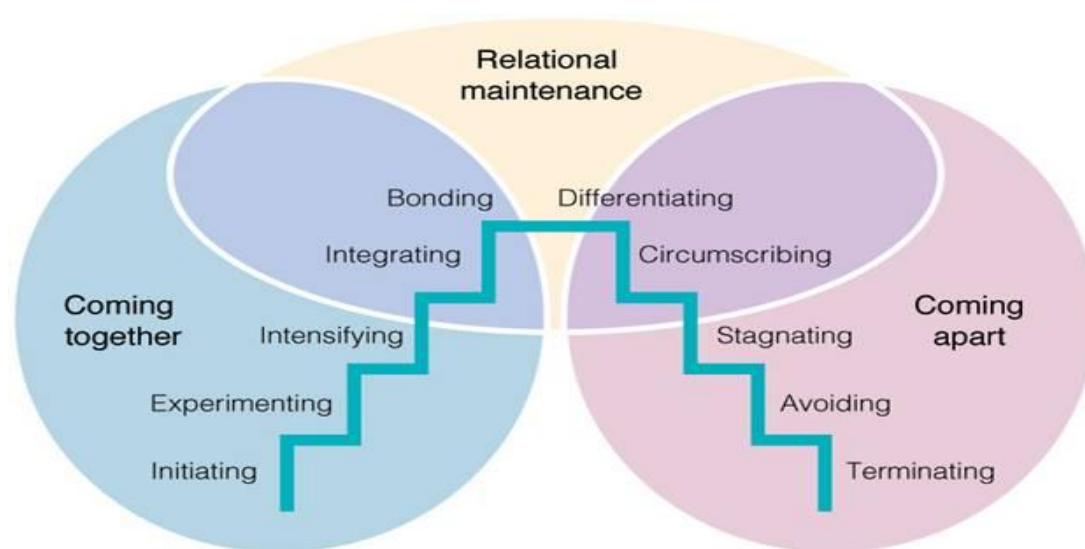 Relational
maintenance
Bonding
Differentiating
Integrating
Circumscribing
Coming
together
Coming
apart
Intensifying
Stagnating
Experimenting
Avoiding
Initiating
Terminating